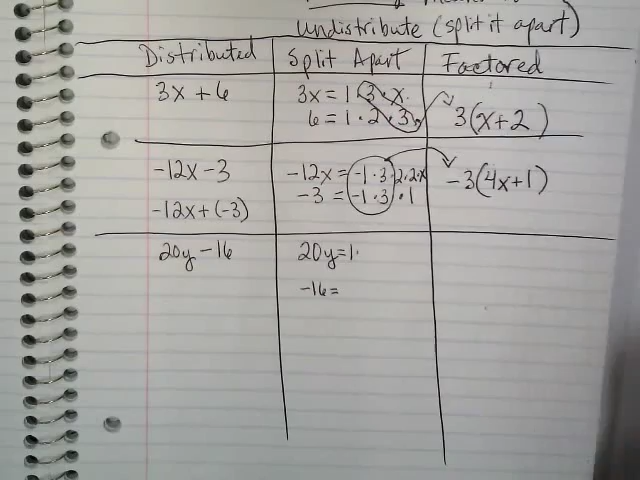 Undistribute (split it apart)
Distributed Split Apart Factored
3x + 6 3x = 1·3·x 3(x+2)
6 = 1·2·3
-12x - 3 -12x = -1·3·2·2·x -3(4x+1)
-12x+(-3) -3 = -1·3·1
20y - 16 20y = 1·
-16 =